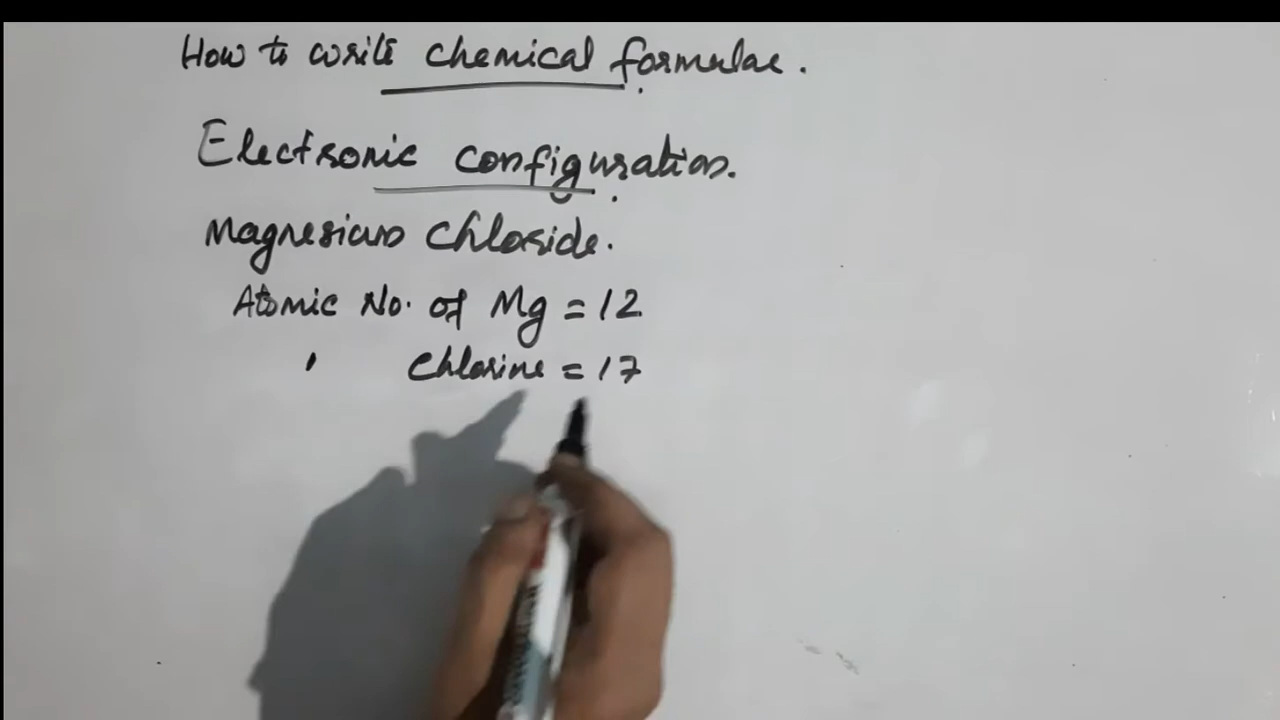 How to write chemical formulae.
Electronic configuration.
Magnesium Chloride.
Atomic No. of Mg = 12
Chlorine = 17